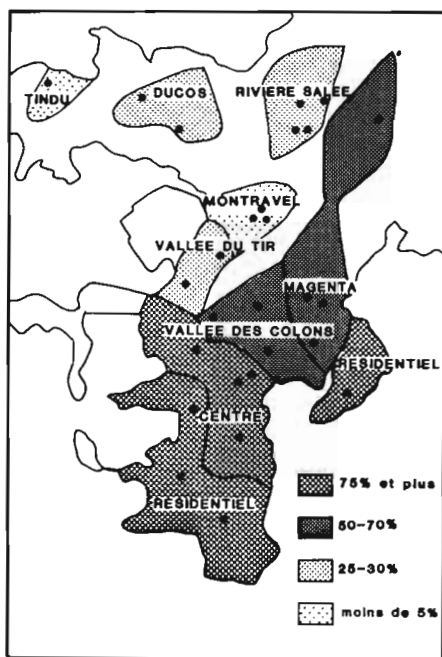 TINDU
DUCOS
RIVIERE SALEE
MONTRAVEL
VALLEE DU TIR
MAGENTA
VALLEE DES COLONS
RESIDENTIEL
CENTRE
RESIDENTIEL
75% et plus
50-70%
25-30%
moins de 5%